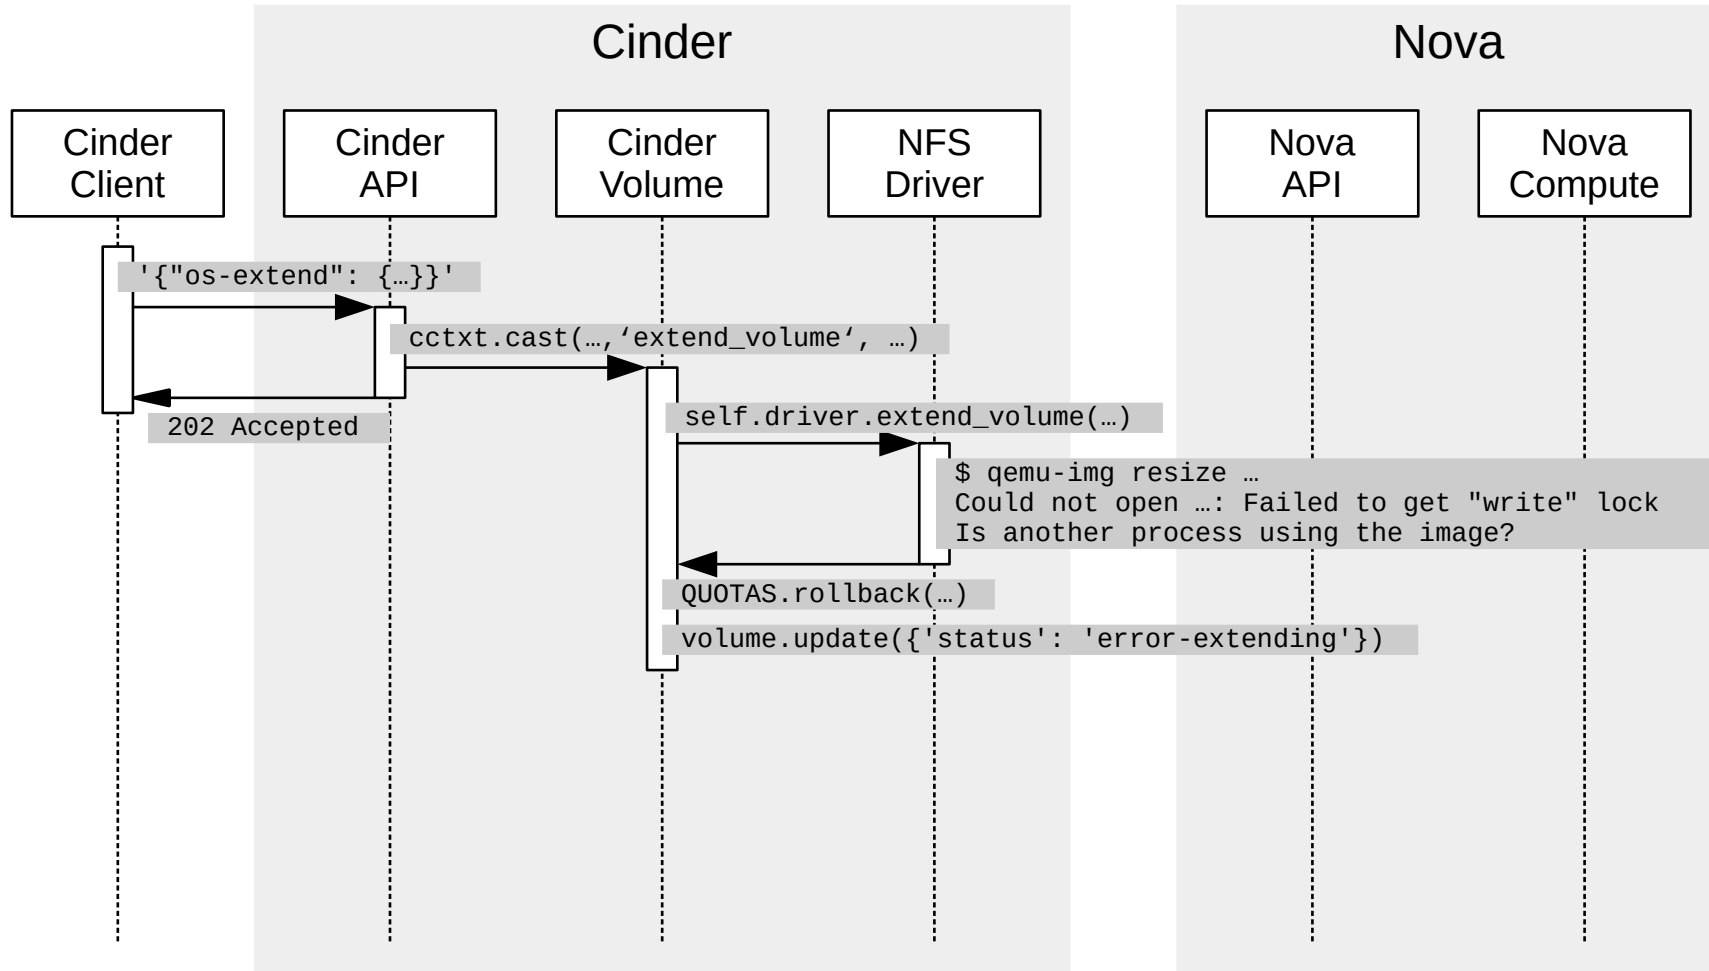 Cinder
Nova
Cinder
Client
Cinder
API
Cinder
Volume
NFS
Driver
Nova
API
Nova
Compute
'{"os-extend": {…}}'
cctxt.cast(…,‘extend_volume‘, …)
202 Accepted
self.driver.extend_volume(…)
$ qemu-img resize …
Could not open …: Failed to get "write" lock
Is another process using the image?
QUOTAS.rollback(…)
volume.update({'status': 'error-extending'})